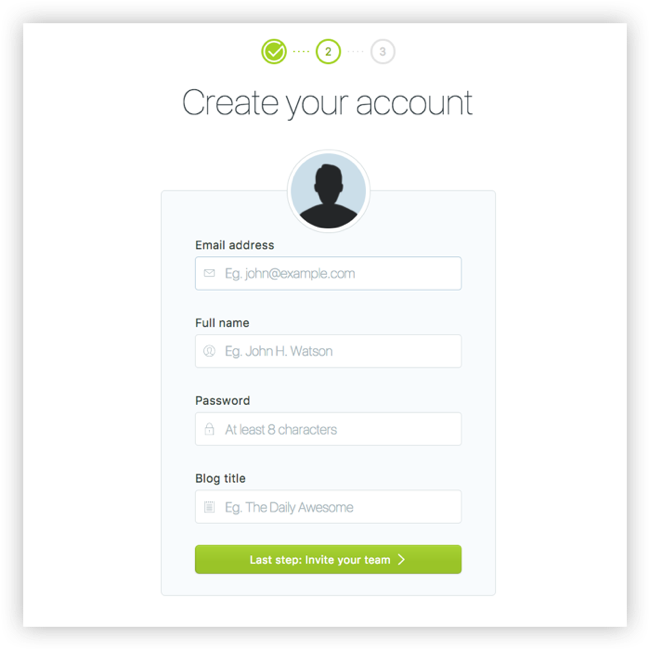 2 3
Create your account
Email address
Eg. john@example.com
Full name
Eg. John H. Watson
Password
At least 8 characters
Blog title
Eg. The Daily Awesome
Last step: Invite your team